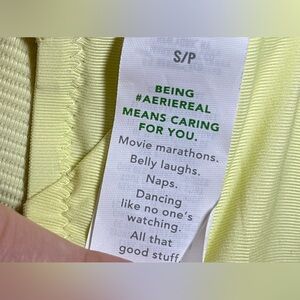 S/P
BEING
#AERIEREAL
MEANS CARING
FOR YOU.
Movie marathons.
Belly laughs.
Naps.
Dancing
like no one's
watching.
All that
good stuff